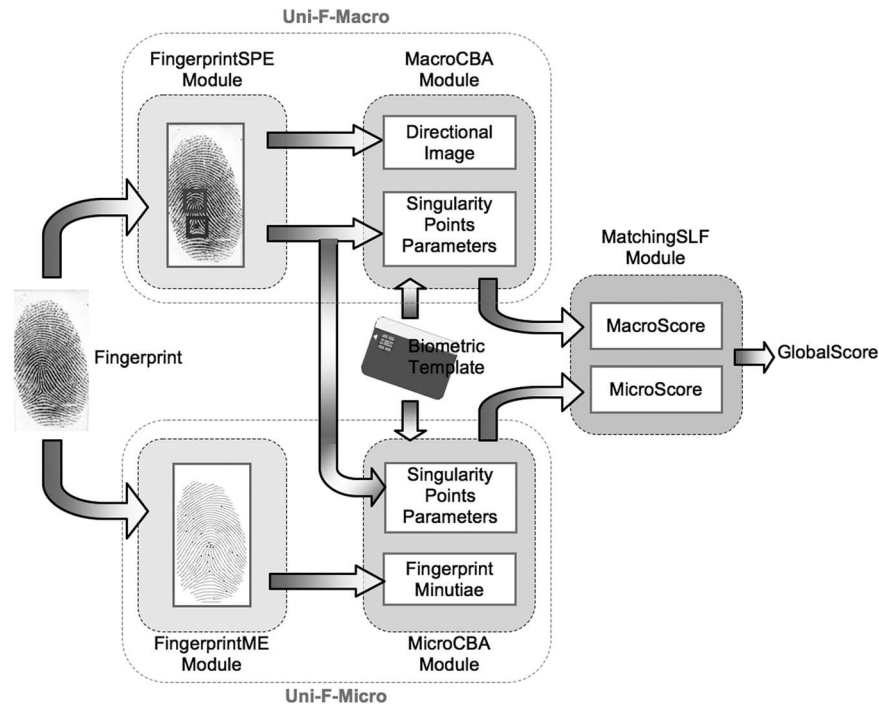 Uni-F-Macro
FingerprintSPE
Module
MacroCBA
Module
Directional
Image
Singularity
Points
Parameters
MatchingSLF
Module
MacroScore
MicroScore
GlobalScore
Fingerprint
Biometric
Template
Singularity
Points
Parameters
Fingerprint
Minutiae
FingerprintME
Module
MicroCBA
Module
Uni-F-Micro